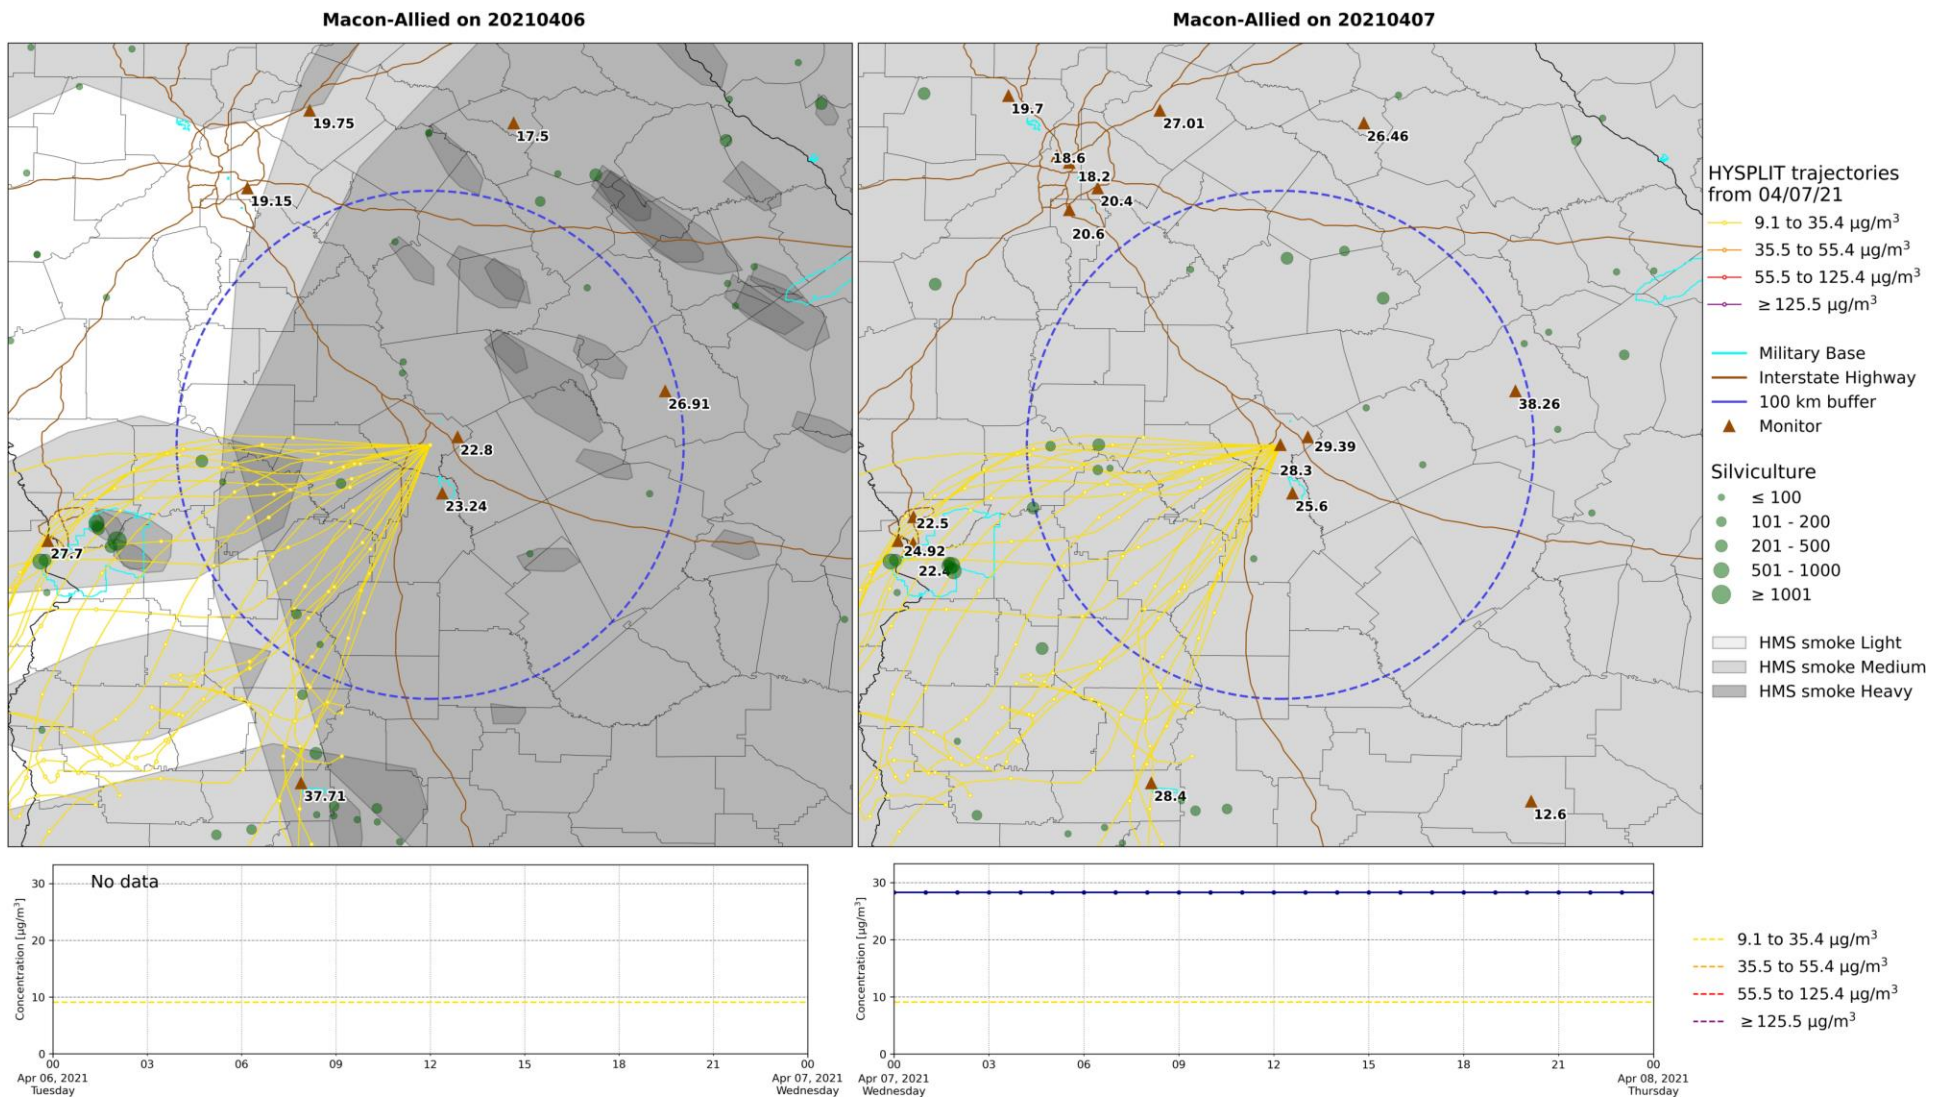 Macon-Allied on 20210406
19.75
17.5
19.15
26.91
22.8
23.24
27.7
37.71
Macon-Allied on 20210407
19.7
27.01
26.46
18.6
18.2
20.4
20.6
38.26
29.39
28.3
25.6
22.5
24.92
22.4
28.4
12.6
HYSPLIT trajectories
from 04/07/21
9.1 to 35.4 µg/m³
35.5 to 55.4 µg/m³
55.5 to 125.4 µg/m³
≥ 125.5 µg/m³
Military Base
Interstate Highway
100 km buffer
Monitor
Silviculture
≤ 100
101 - 200
201 - 500
501 - 1000
≥ 1001
HMS smoke Light
HMS smoke Medium
HMS smoke Heavy
Concentration [µg/m³]
30
20
10
0
No data
00 03 06 09 12 15 18 21 00
Apr 06, 2021
Tuesday
Apr 07, 2021
Wednesday
Concentration [µg/m³]
30
20
10
0
00 03 06 09 12 15 18 21 00
Apr 07, 2021
Wednesday
Apr 08, 2021
Thursday
9.1 to 35.4 µg/m³
35.5 to 55.4 µg/m³
55.5 to 125.4 µg/m³
≥ 125.5 µg/m³